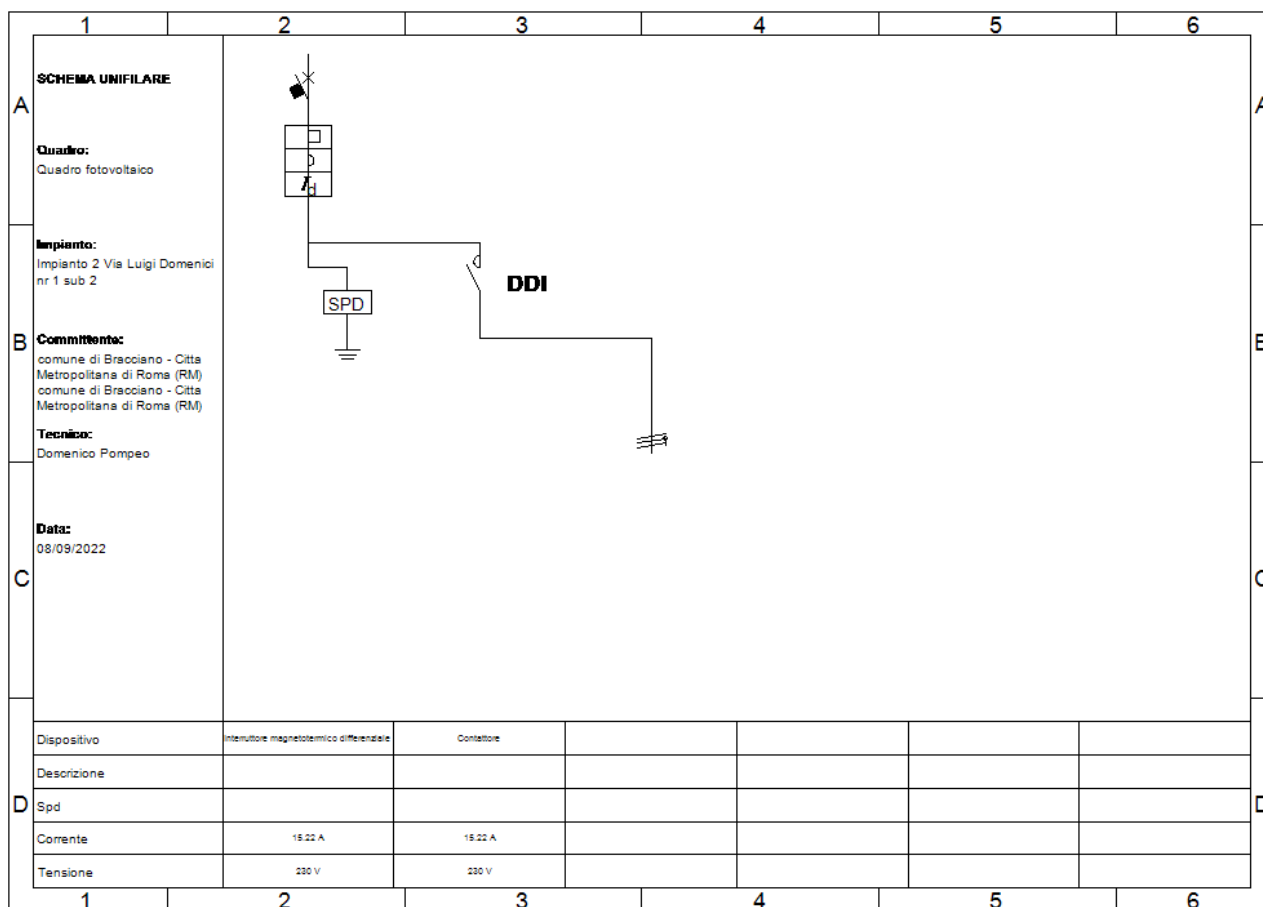 1 2 3 4 5 6
SCHEMA UNIFILARE
A A
Quadro:
Quadro fotovoltaico
d
Impianto:
Impianto 2 Via Luigi Domenici
nr 1 sub 2
DDI
SPD
B B
Committente:
comune di Bracciano - Citta
Metropolitana di Roma (RM)
comune di Bracciano - Citta
Metropolitana di Roma (RM)
Tecnico:
Domenico Pompeo
Data:
08/09/2022
C C
Dispositivo Interruttore magnetotermico differenziale Contattore
Descrizione
D Spd D
Corrente 15.22 A 15.22 A
Tensione 230 V 230 V
1 2 3 4 5 6